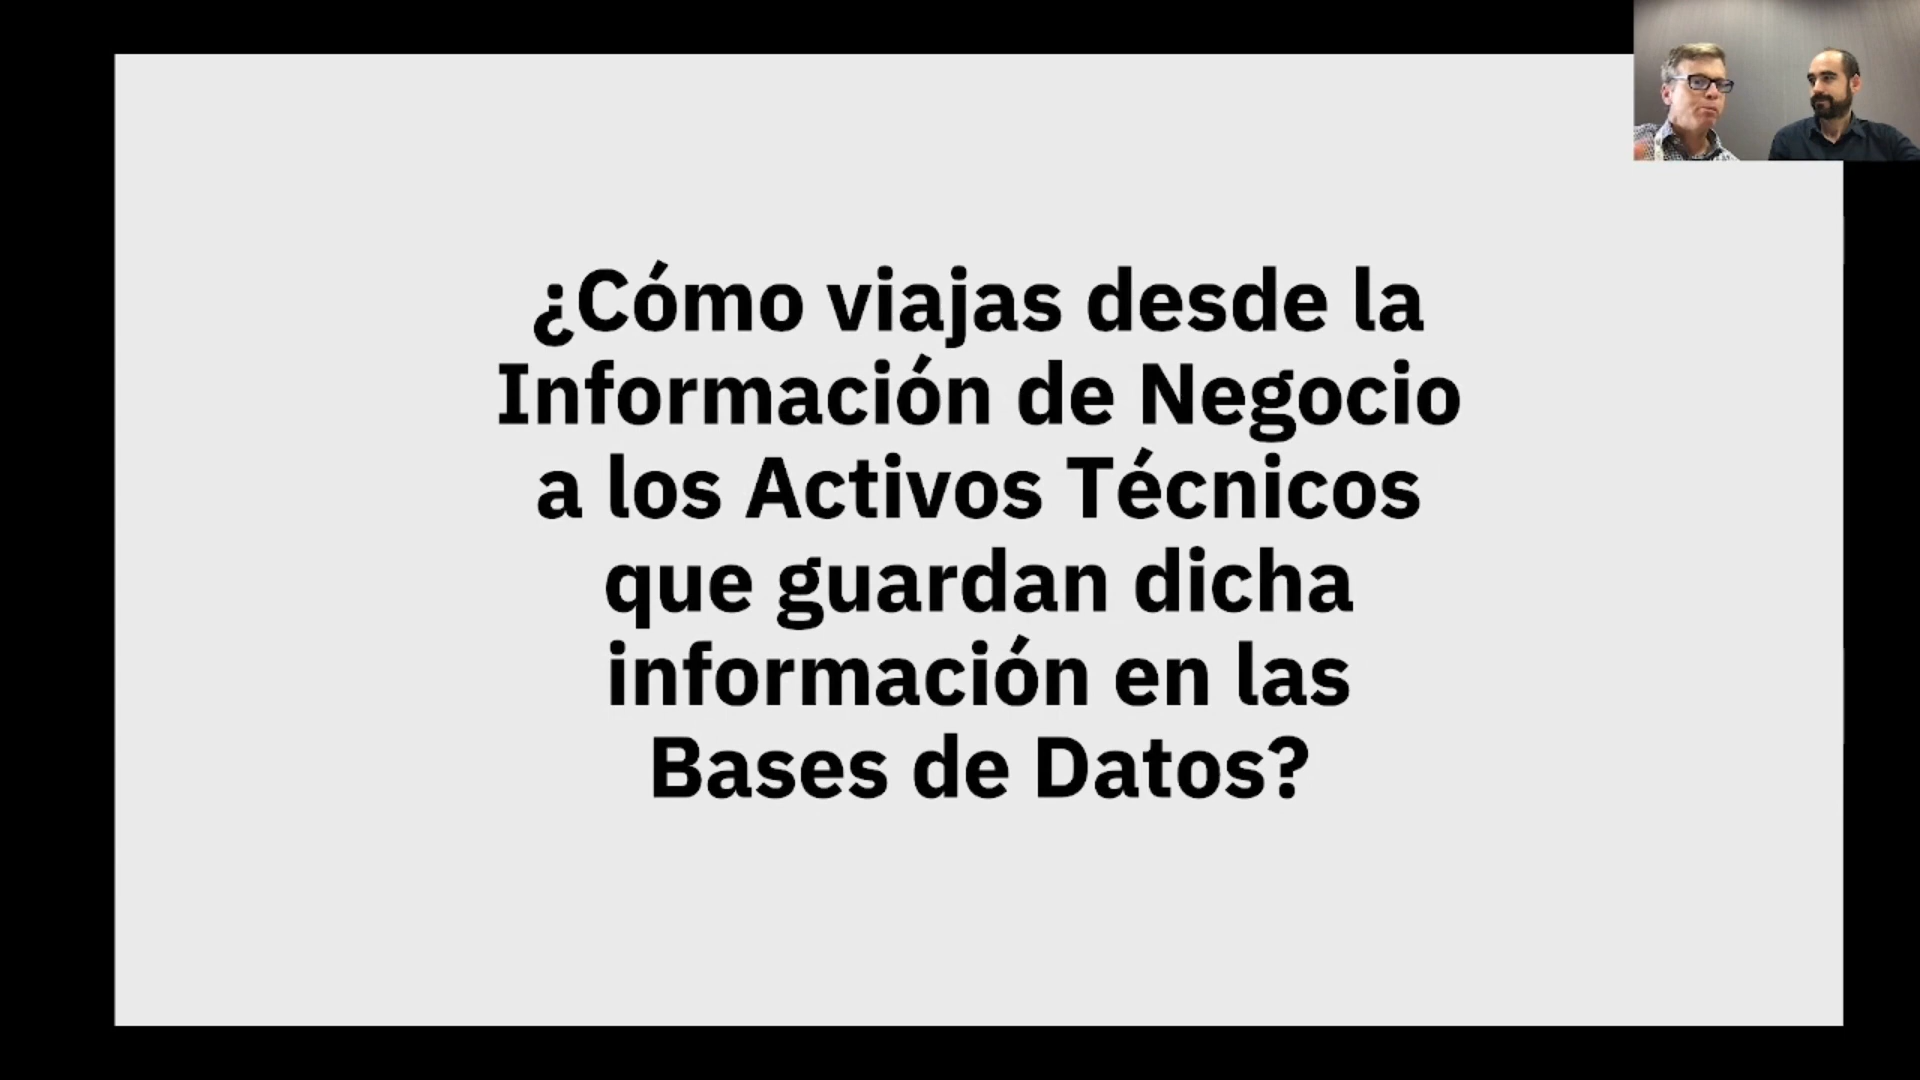 ¿Cómo viajas desde la
Información de Negocio
a los Activos Técnicos
que guardan dicha
información en las
Bases de Datos?